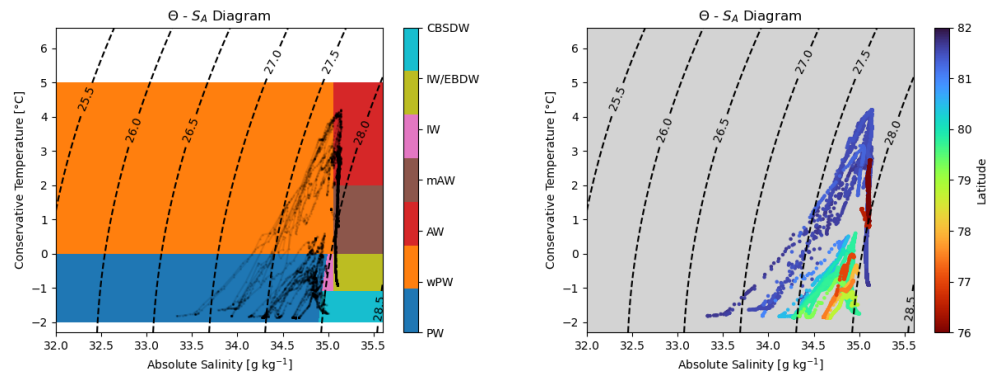 Θ - S_A Diagram
Conservative Temperature [°C]
6
5
4
3
2
1
0
−1
−2
25.5
26.0
26.5
27.0
27.5
28.0
28.5
32.0 32.5 33.0 33.5 34.0 34.5 35.0 35.5
Absolute Salinity [g kg⁻¹]
CBSDW
IW/EBDW
IW
mAW
AW
wPW
PW
Θ - S_A Diagram
Conservative Temperature [°C]
6
5
4
3
2
1
0
−1
−2
25.5
26.0
26.5
27.0
27.5
28.0
28.5
32.0 32.5 33.0 33.5 34.0 34.5 35.0 35.5
Absolute Salinity [g kg⁻¹]
82
81
80
79
78
77
76
Latitude